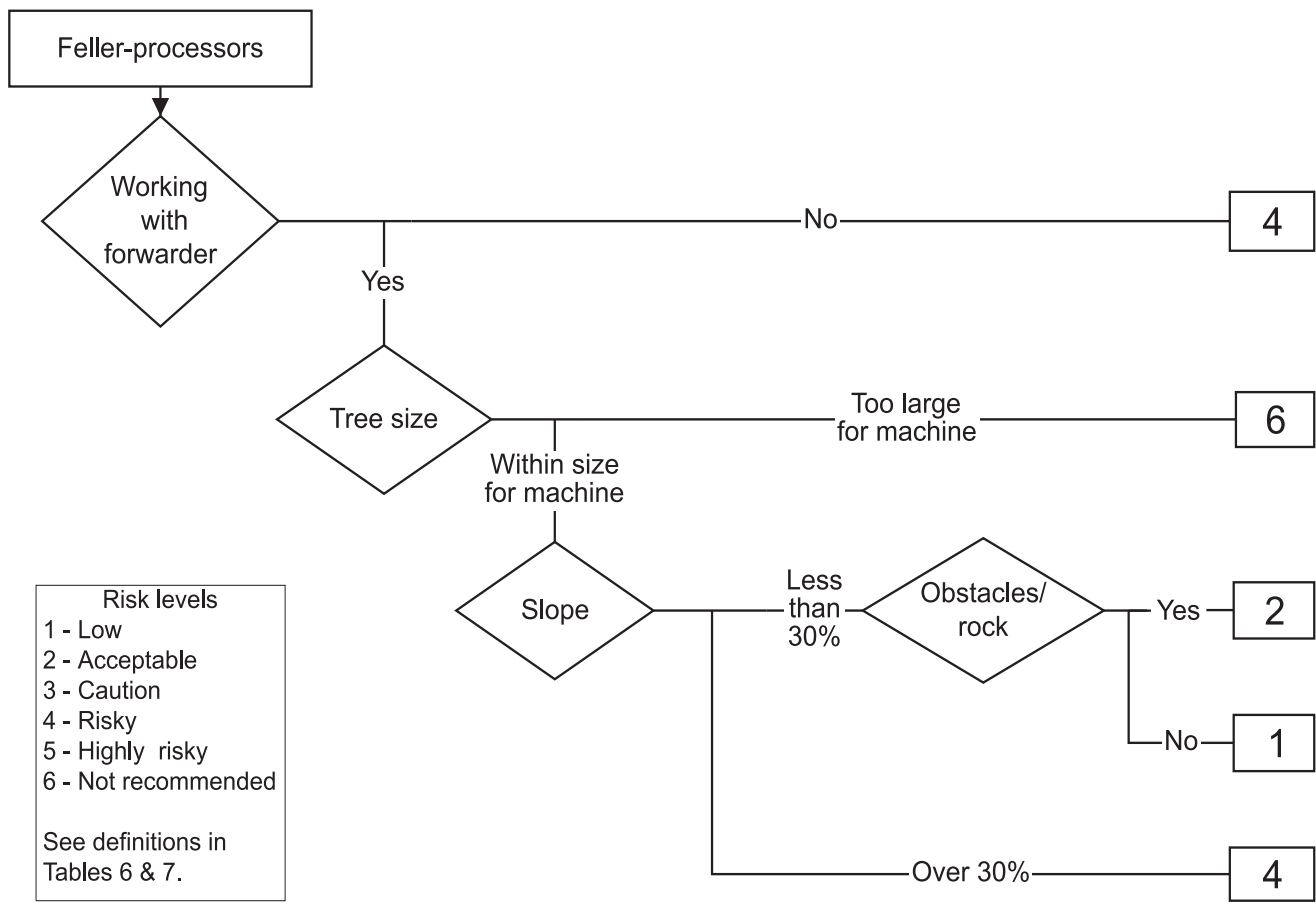 Feller-processors
Working
with
forwarder
No
4
Yes
Tree size
Too large
for machine
6
Within size
for machine
Slope
Less
than
30%
Obstacles/
rock
Yes
2
No
1
Over 30%
4
Risk levels
1 - Low
2 - Acceptable
3 - Caution
4 - Risky
5 - Highly risky
6 - Not recommended
See definitions in
Tables 6 & 7.